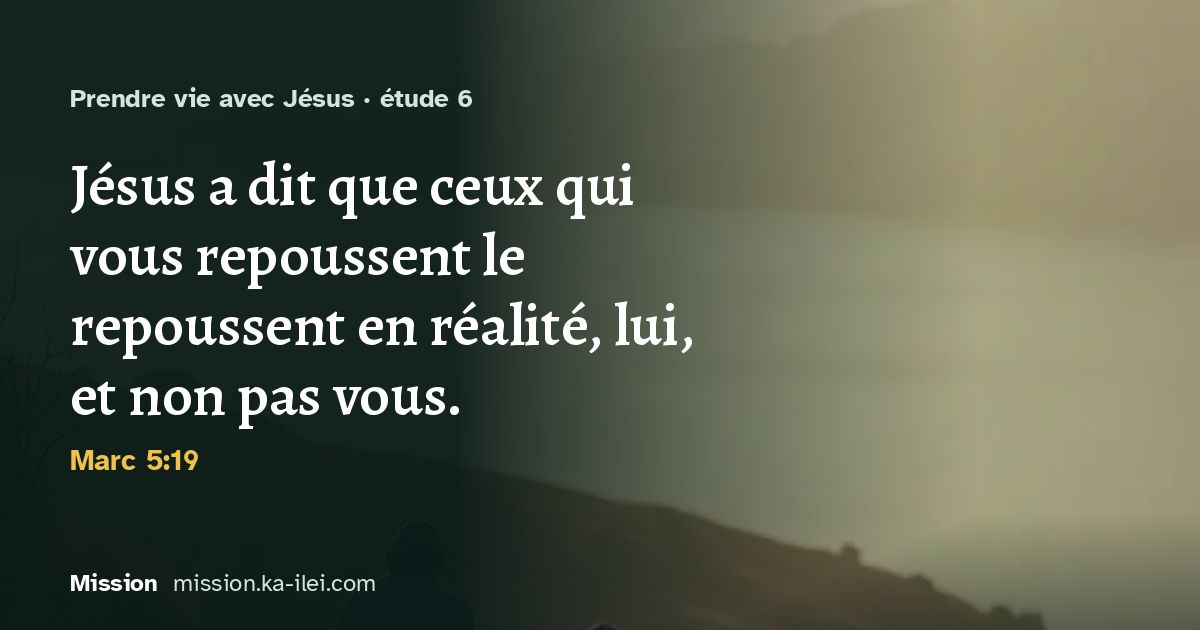 Prendre vie avec Jésus · étude 6
Jésus a dit que ceux qui
vous repoussent le
repoussent en réalité, lui,
et non pas vous.
Marc 5:19
Mission mission.ka-ilei.com